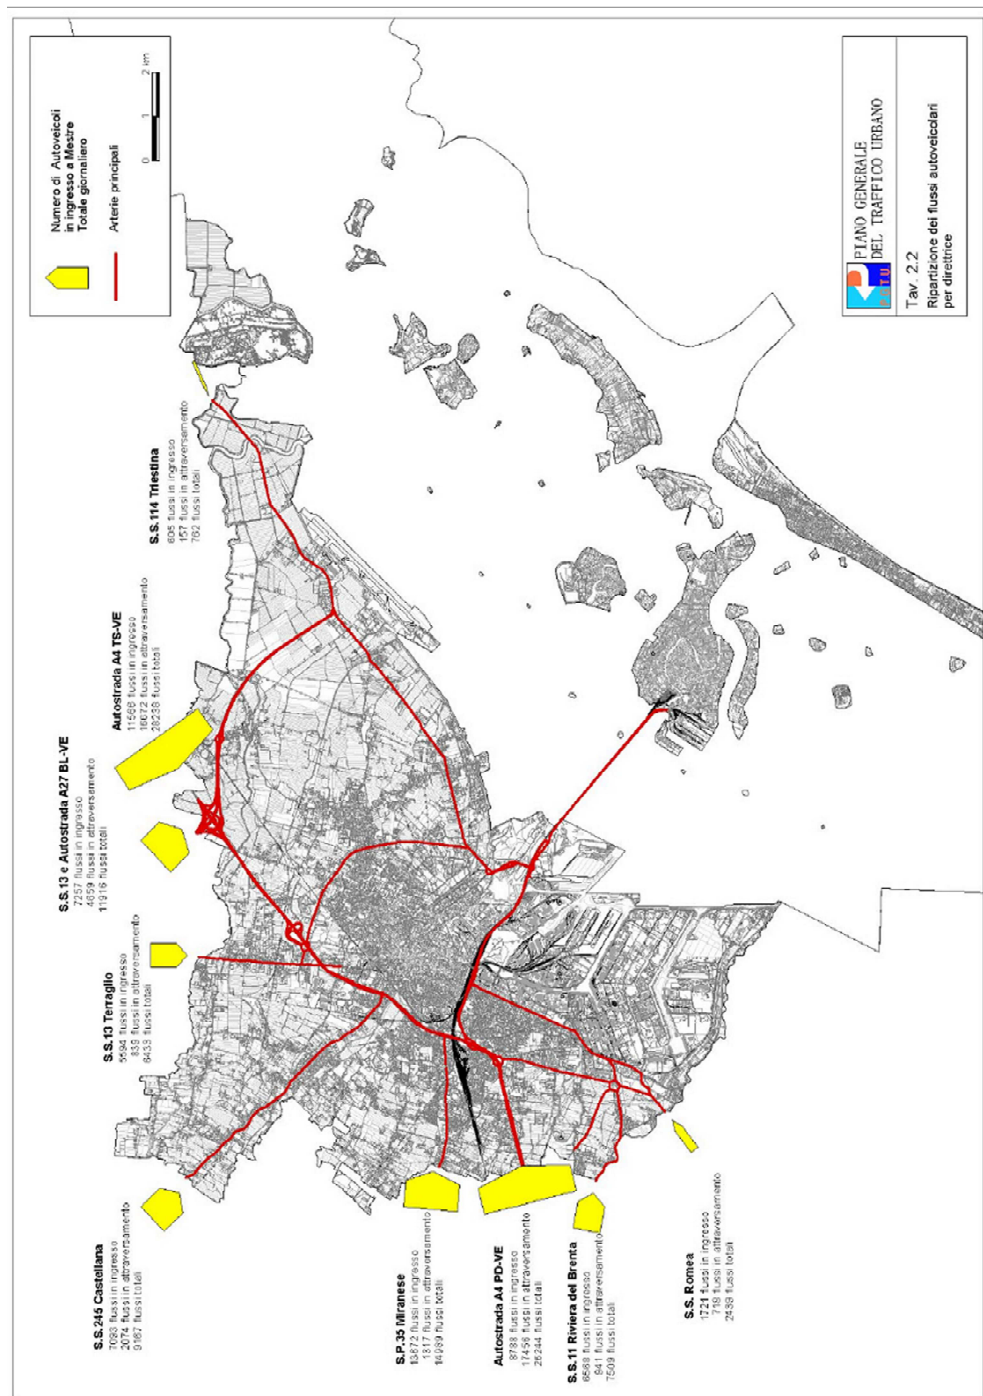 Numero di Autoveicoli
in ingresso a Mestre
Totale giornaliero
Arterie principali
0 1 2 km
S.S.245 Castellana
7093 flussi in ingresso
2074 flussi in attraversamento
9167 flussi totali
S.S.13 Terraglio
5594 flussi in ingresso
839 flussi in attraversamento
6433 flussi totali
S.S.13 e Autostrada A27 BL-VE
7257 flussi in ingresso
4659 flussi in attraversamento
11916 flussi totali
Autostrada A4 TS-VE
11566 flussi in ingresso
16672 flussi in attraversamento
28238 flussi totali
S.S.114 Triestina
605 flussi in ingresso
157 flussi in attraversamento
762 flussi totali
S.P.35 Miranese
13672 flussi in ingresso
1317 flussi in attraversamento
14989 flussi totali
Autostrada A4 PD-VE
8788 flussi in ingresso
17456 flussi in attraversamento
26244 flussi totali
S.S.11 Riviera del Brenta
6568 flussi in ingresso
941 flussi in attraversamento
7509 flussi totali
S.S. Romea
1721 flussi in ingresso
718 flussi in attraversamento
2439 flussi totali
P.G.T.U.
PIANO GENERALE
DEL TRAFFICO URBANO
Tav. 2.2
Ripartizione dei flussi autoveicolari
per direttrice